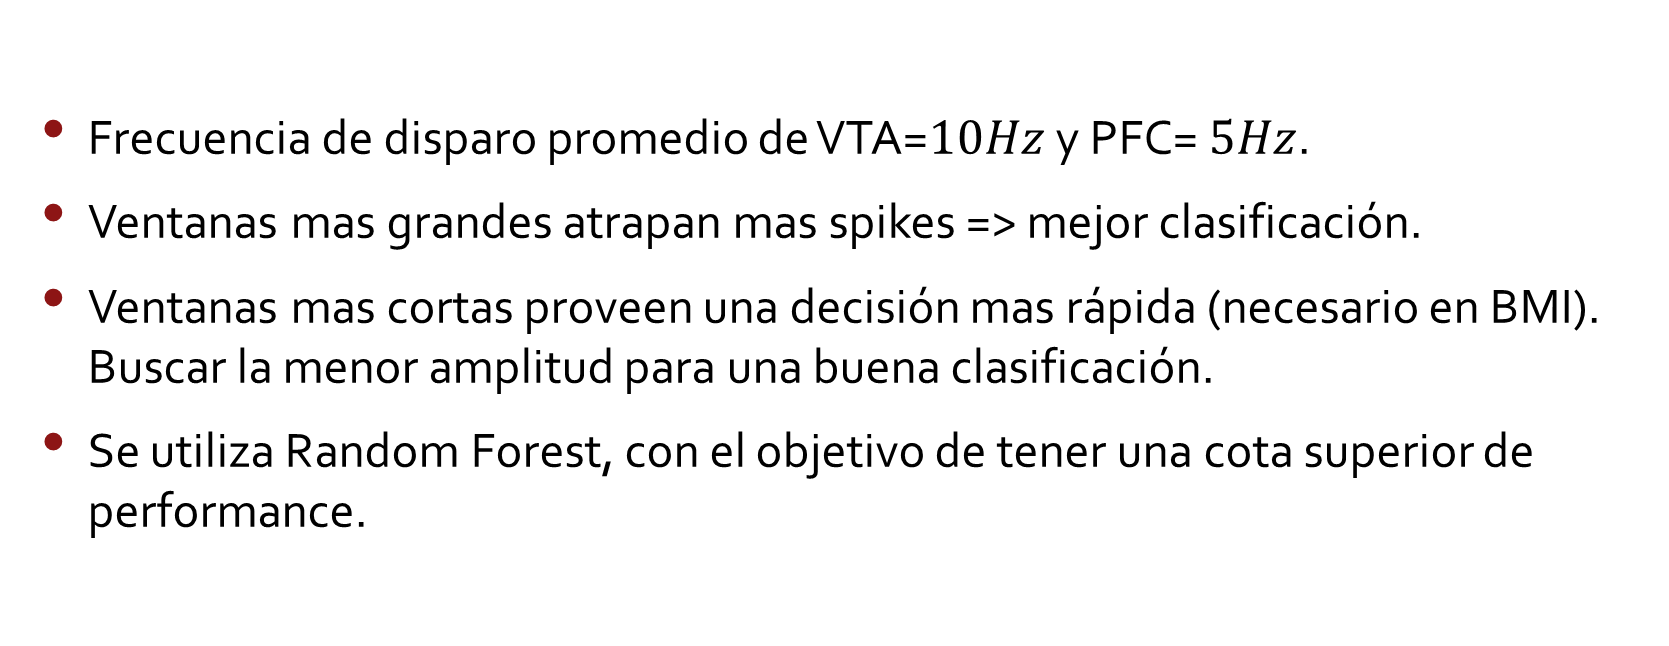 • Frecuencia de disparo promedio de VTA=10Hz y PFC= 5Hz.
• Ventanas mas grandes atrapan mas spikes => mejor clasificación.
• Ventanas mas cortas proveen una decisión mas rápida (necesario en BMI).
Buscar la menor amplitud para una buena clasificación.
• Se utiliza Random Forest, con el objetivo de tener una cota superior de
performance.